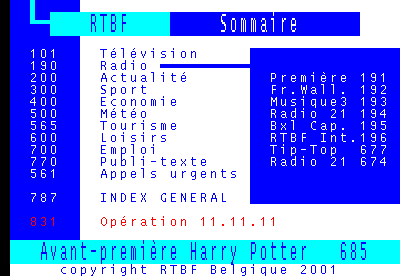 RTBF Sommaire
101 Télévision
190 Radio
200 Actualité Première 191
300 Sport Fr.Wall. 192
400 Economie Musique3 193
500 Météo Radio 21 194
565 Tourisme Bxl Cap. 195
600 Loisirs RTBF Int.196
700 Emploi Tip-Top 677
770 Publi-texte Radio 21 674
561 Appels urgents
787 INDEX GENERAL
831 Opération 11.11.11
Avant-première Harry Potter 685
copyright RTBF Belgique 2001